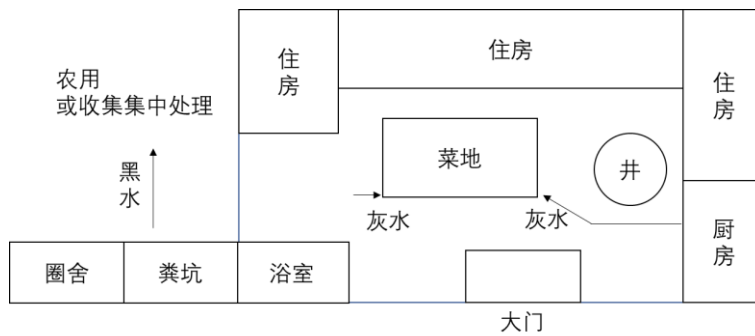 住房
住房
住房
农用
或收集集中处理
菜地
井
黑水
灰水
灰水
厨房
圈舍
粪坑
浴室
大门